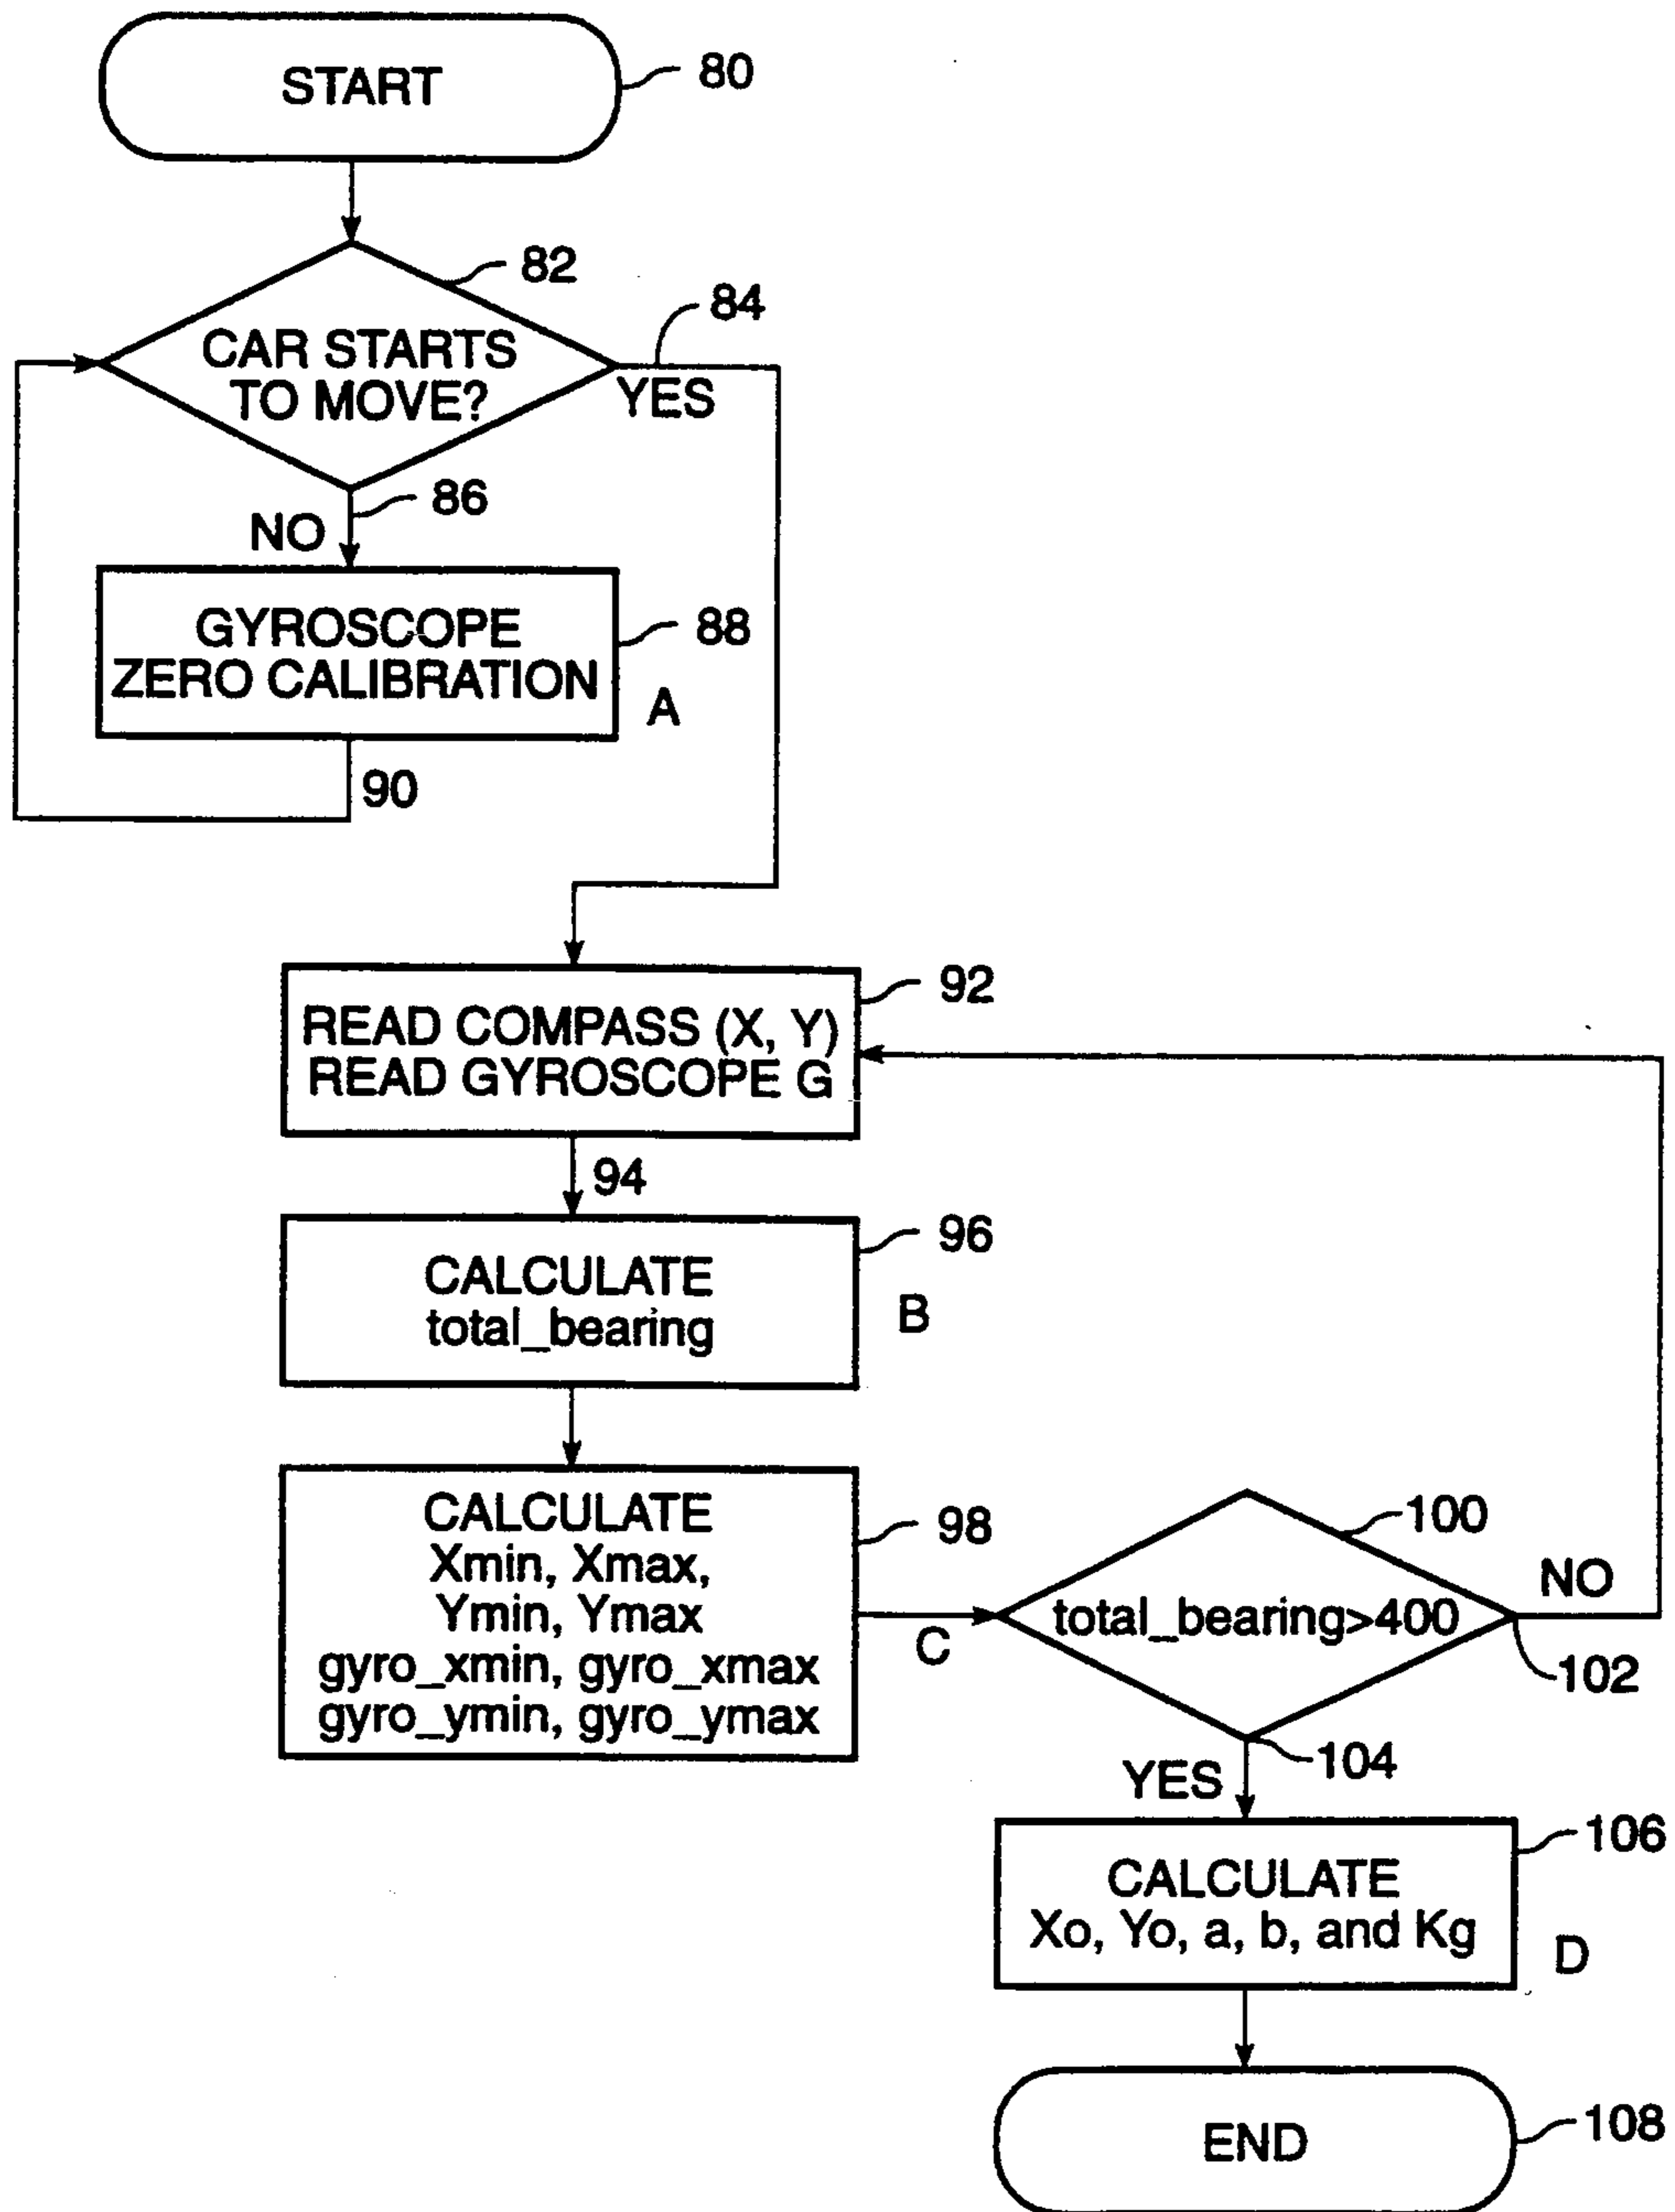 START
80
82
84
CAR STARTS
TO MOVE?
YES
86
NO
GYROSCOPE
ZERO CALIBRATION
88
A
90
92
READ COMPASS (X, Y)
READ GYROSCOPE G
94
96
CALCULATE
total_bearing
B
CALCULATE
Xmin, Xmax,
Ymin, Ymax
gyro_xmin, gyro_xmax
gyro_ymin, gyro_ymax
98
C
100
total_bearing>400
NO
102
104
YES
106
CALCULATE
Xo, Yo, a, b, and Kg
D
END
108